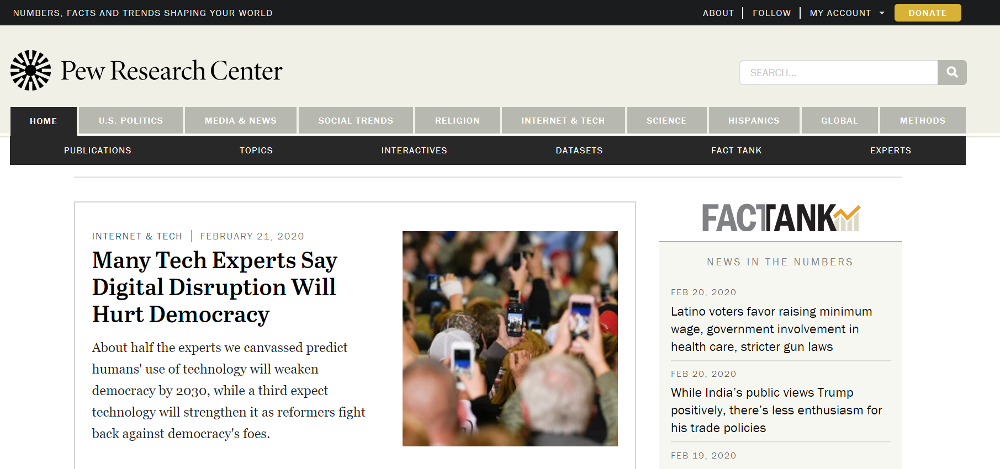 NUMBERS, FACTS AND TRENDS SHAPING YOUR WORLD
ABOUT
FOLLOW
MY ACCOUNT
DONATE
Pew Research Center
SEARCH...
HOME
U.S. POLITICS
MEDIA & NEWS
SOCIAL TRENDS
RELIGION
INTERNET & TECH
SCIENCE
HISPANICS
GLOBAL
METHODS
PUBLICATIONS
TOPICS
INTERACTIVES
DATASETS
FACT TANK
EXPERTS
INTERNET & TECH
FEBRUARY 21, 2020
Many Tech Experts Say
Digital Disruption Will
Hurt Democracy
About half the experts we canvassed predict
humans' use of technology will weaken
democracy by 2030, while a third expect
technology will strengthen it as reformers fight
back against democracy's foes.
FACTTANK
NEWS IN THE NUMBERS
FEB 20, 2020
Latino voters favor raising minimum
wage, government involvement in
health care, stricter gun laws
FEB 20, 2020
While India’s public views Trump
positively, there’s less enthusiasm for
his trade policies
FEB 19, 2020